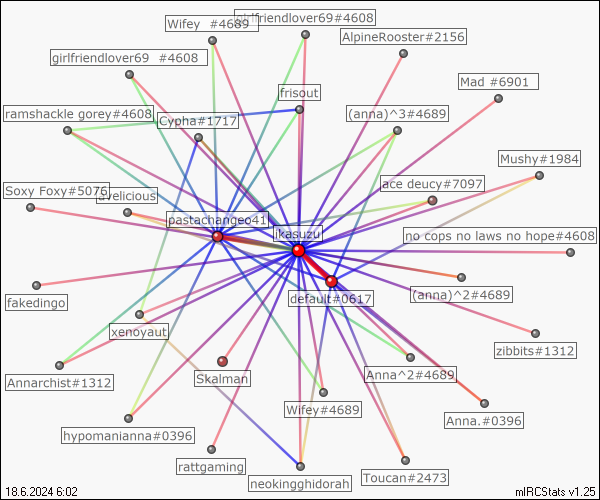 Wifey #4689
girlfriendlover69#4608
AlpineRooster#2156
girlfriendlover69 #4608
Mad #6901
frisout
ramshackle gorey#4608
Cypha#1717
(anna)^3#4689
Mushy#1984
ace deucy#7097
Soxy Foxy#5076
avelicious
pastachangeo41
ikasuzu
no cops no laws no hope#4608
default#0617
(anna)^2#4689
fakedingo
xenoyaut
zibbits#1312
Skalman
Anna^2#4689
Annarchist#1312
Wifey#4689
Anna.#0396
hypomanianna#0396
rattgaming
neokingghidorah
Toucan#2473
18.6.2024 6:02
mIRCStats v1.25